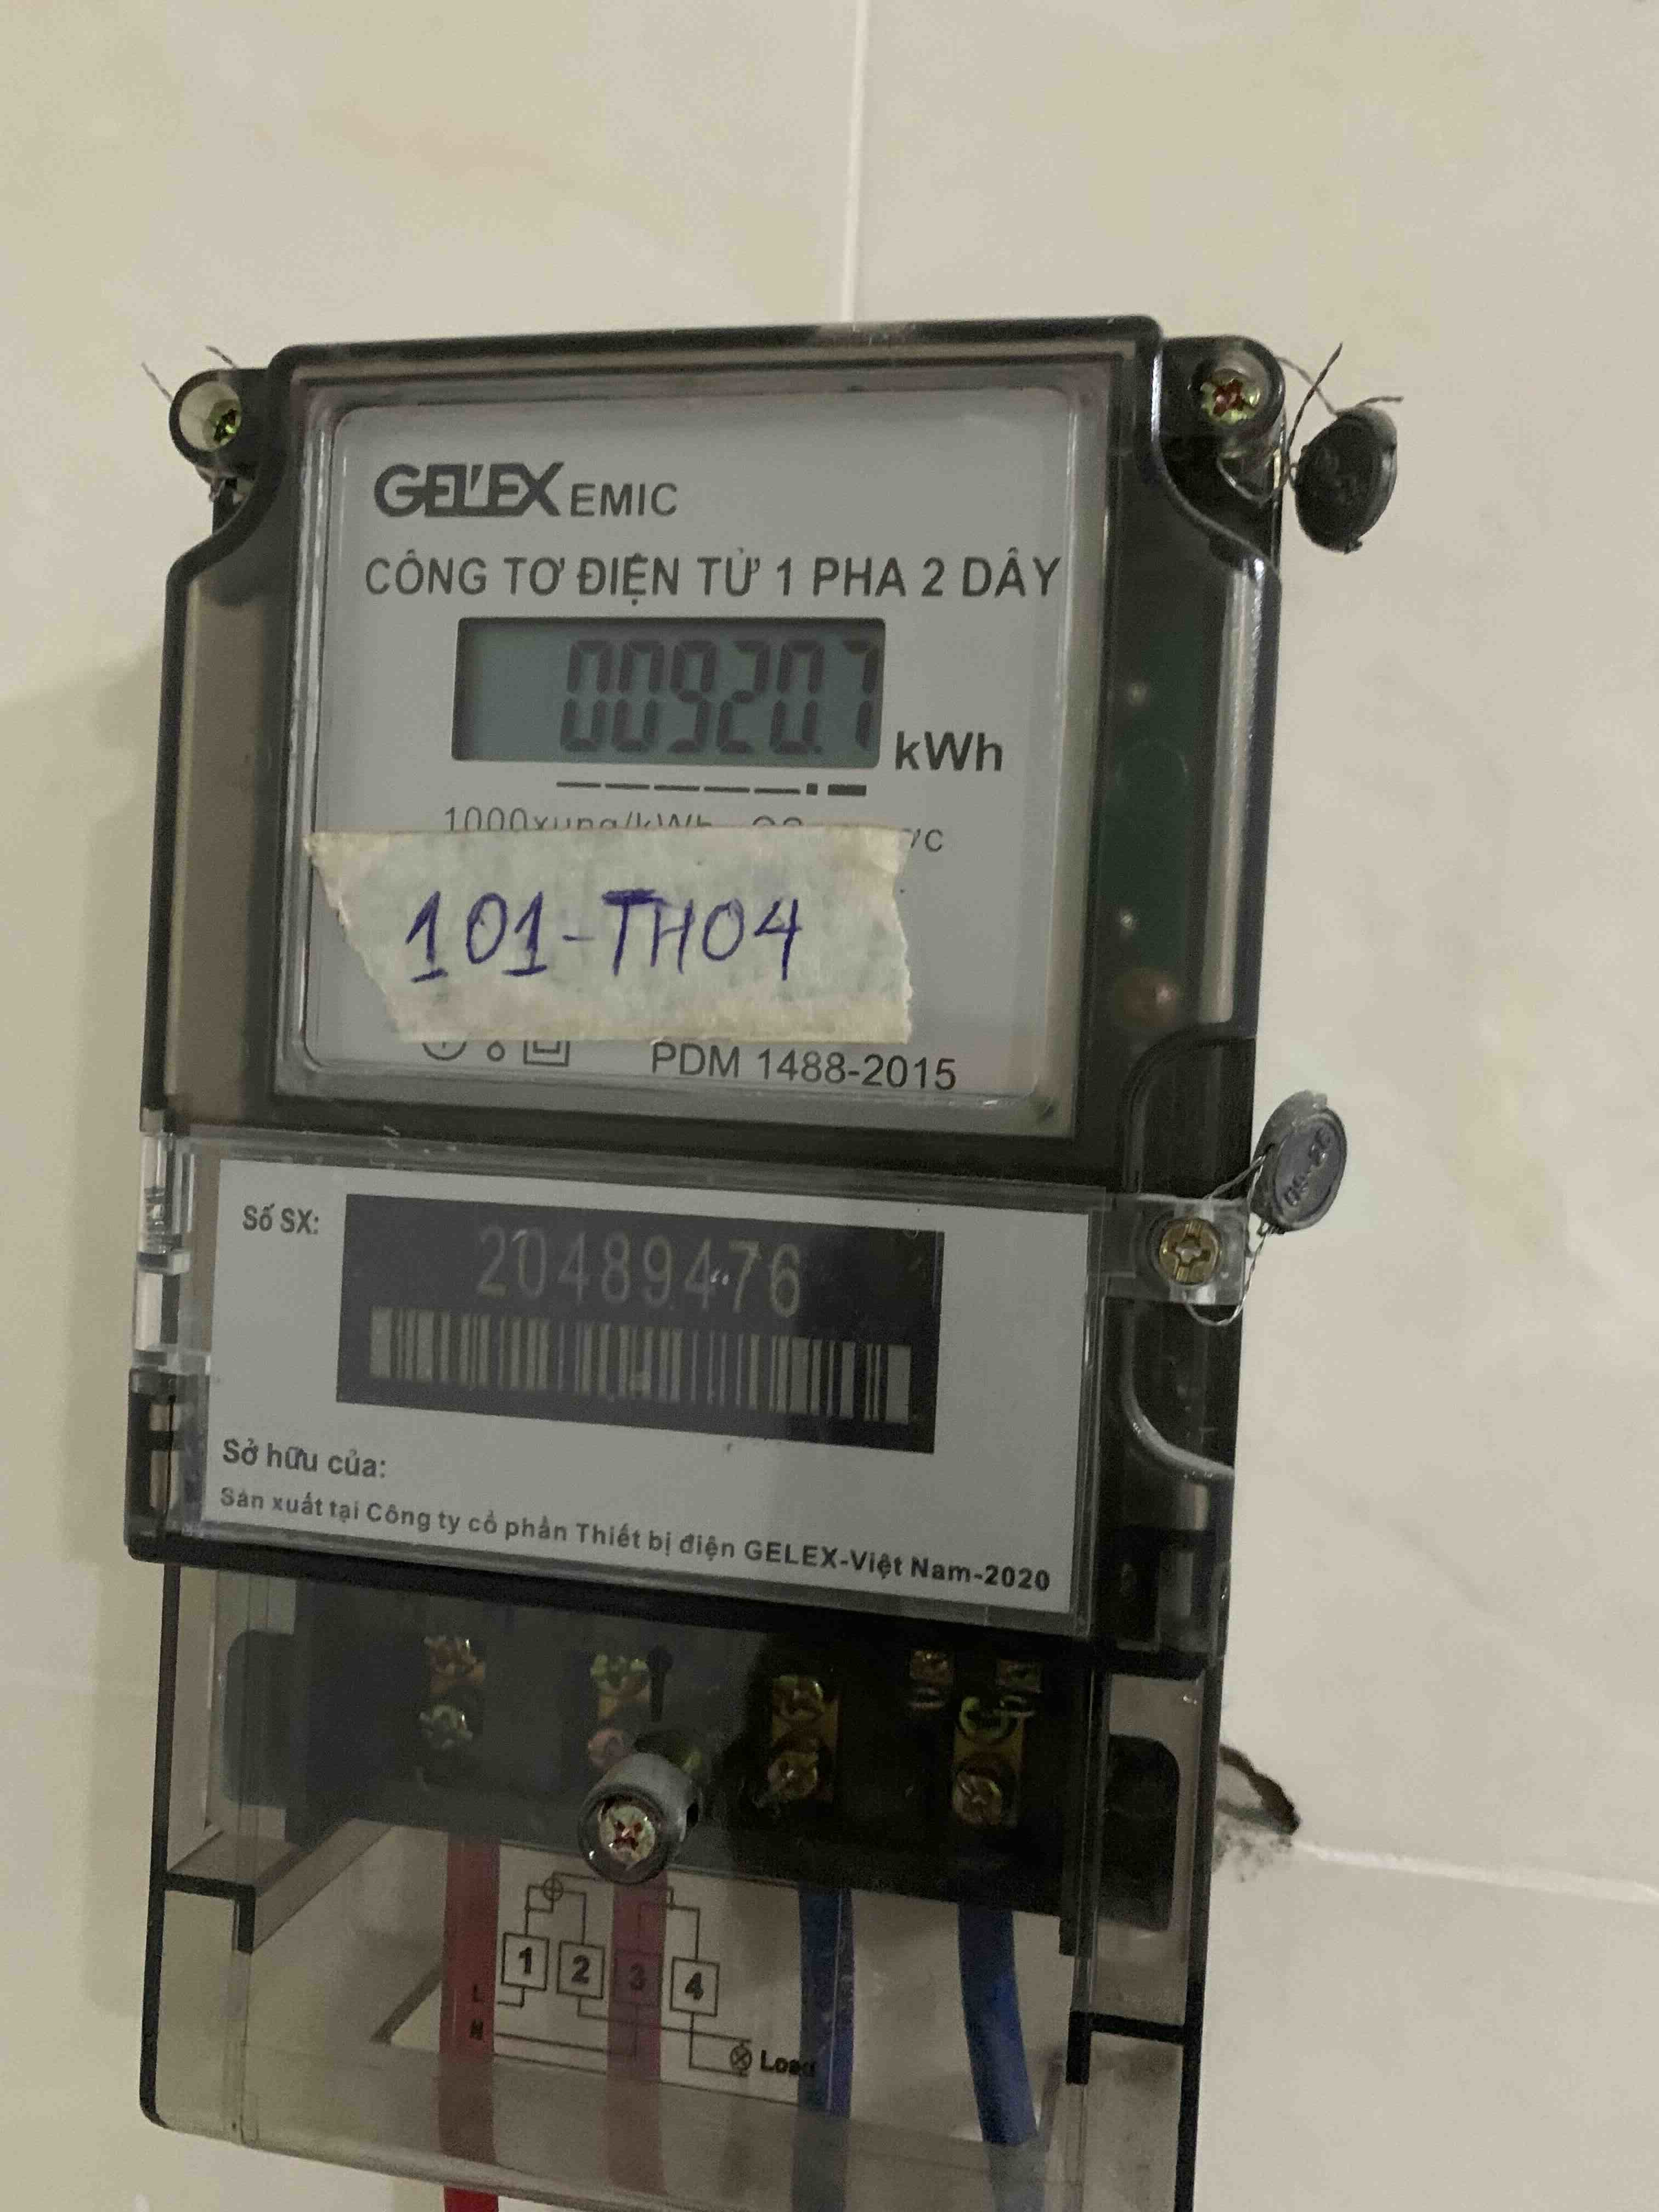 GELEX EMIC
CÔNG TƠ ĐIỆN TỬ 1 PHA 2 DÂY
00920.7 kWh
101-TH04
PDM 1488-2015
Số SX:
20489476
Sở hữu của:
Sản xuất tại Công ty cổ phần Thiết bị điện GELEX-Việt Nam-2020
1 2 3 4
L
N
Load